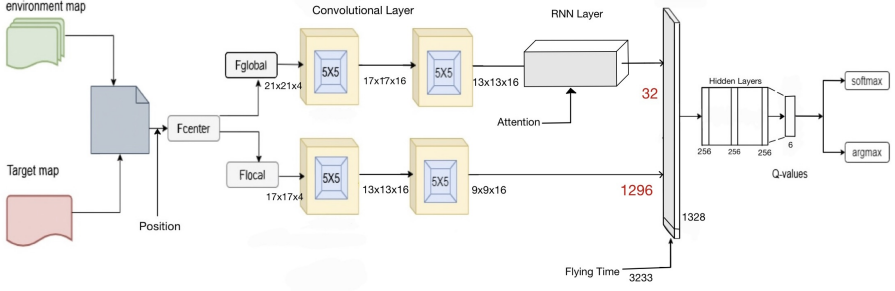 environment map
Convolutional Layer
RNN Layer
Fglobal
5X5
5X5
21x21x4
17x17x16
13x13x16
32
Hidden Layers
softmax
Attention
Fcenter
256
256
256
6
argmax
Target map
Flocal
5X5
5X5
17x17x4
13x13x16
9x9x16
1296
Q-values
Position
1328
Flying Time
3233